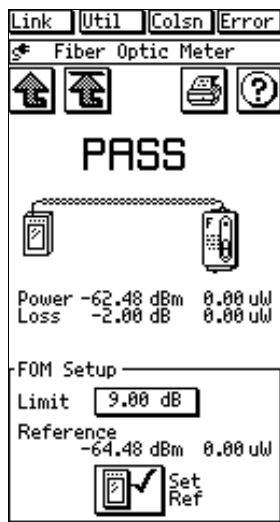 Link Util Colsn Error
Fiber Optic Meter
?
PASS
F
Power -62.48 dBm 0.00 uW
Loss -2.00 dB 0.00 uW
FOM Setup
Limit 9.00 dB
Reference
-64.48 dBm 0.00 uW
Set
Ref